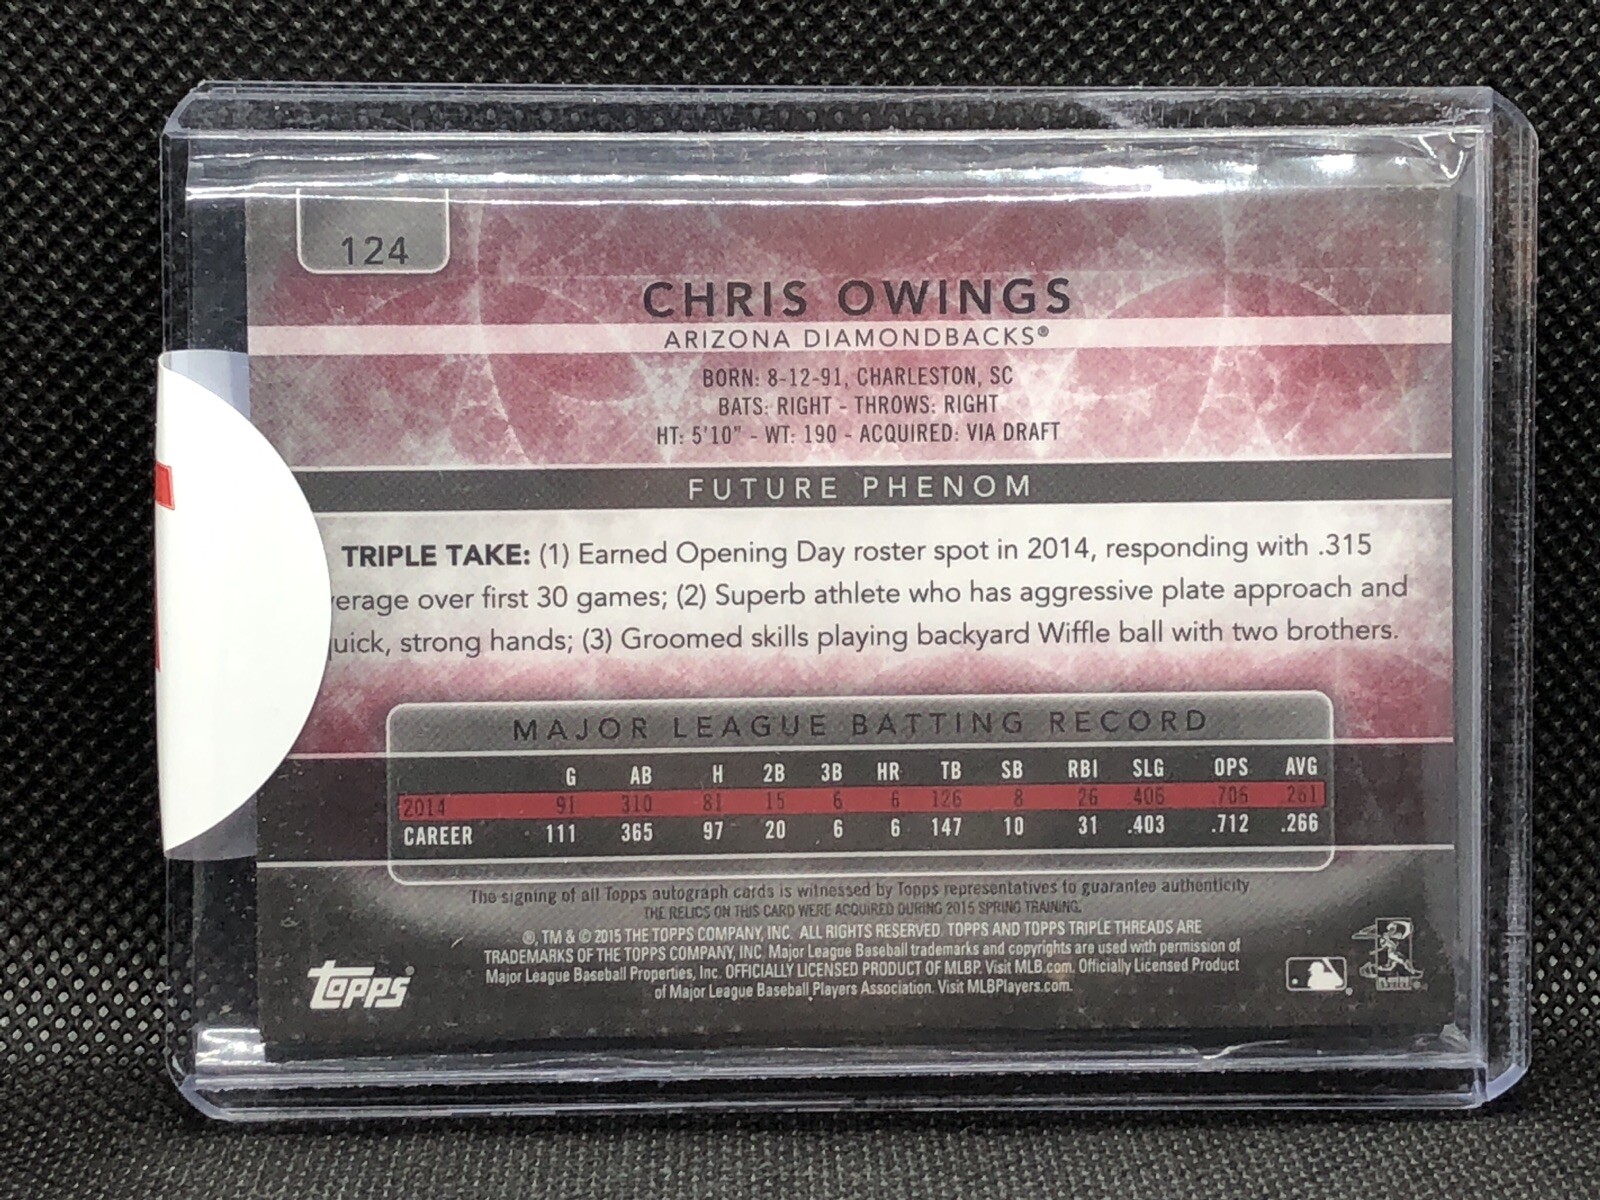 124
CHRIS OWINGS
ARIZONA DIAMONDBACKS®
BORN: 8-12-91, CHARLESTON, SC
BATS: RIGHT - THROWS: RIGHT
HT: 5'10" - WT: 190 - ACQUIRED: VIA DRAFT
FUTURE PHENOM
TRIPLE TAKE: (1) Earned Opening Day roster spot in 2014, responding with .315
verage over first 30 games; (2) Superb athlete who has aggressive plate approach and
uick, strong hands; (3) Groomed skills playing backyard Wiffle ball with two brothers.
MAJOR LEAGUE BATTING RECORD
G AB H 2B 3B HR TB SB RBI SLG OPS AVG
2014 91 310 81 15 6 6 126 8 26 .406 .706 .261
CAREER 111 365 97 20 6 6 147 10 31 .403 .712 .266
The signing of all Topps autograph cards is witnessed by Topps representatives to guarantee authenticity
THE RELICS ON THIS CARD WERE ACQUIRED DURING 2015 SPRING TRAINING.
®, TM & © 2015 THE TOPPS COMPANY, INC. ALL RIGHTS RESERVED. TOPPS AND TOPPS TRIPLE THREADS ARE
TRADEMARKS OF THE TOPPS COMPANY, INC. Major League Baseball trademarks and copyrights are used with permission of
Major League Baseball Properties, Inc. OFFICIALLY LICENSED PRODUCT OF MLBP. Visit MLB.com. Officially Licensed Product
of Major League Baseball Players Association. Visit MLBPlayers.com.
Topps®